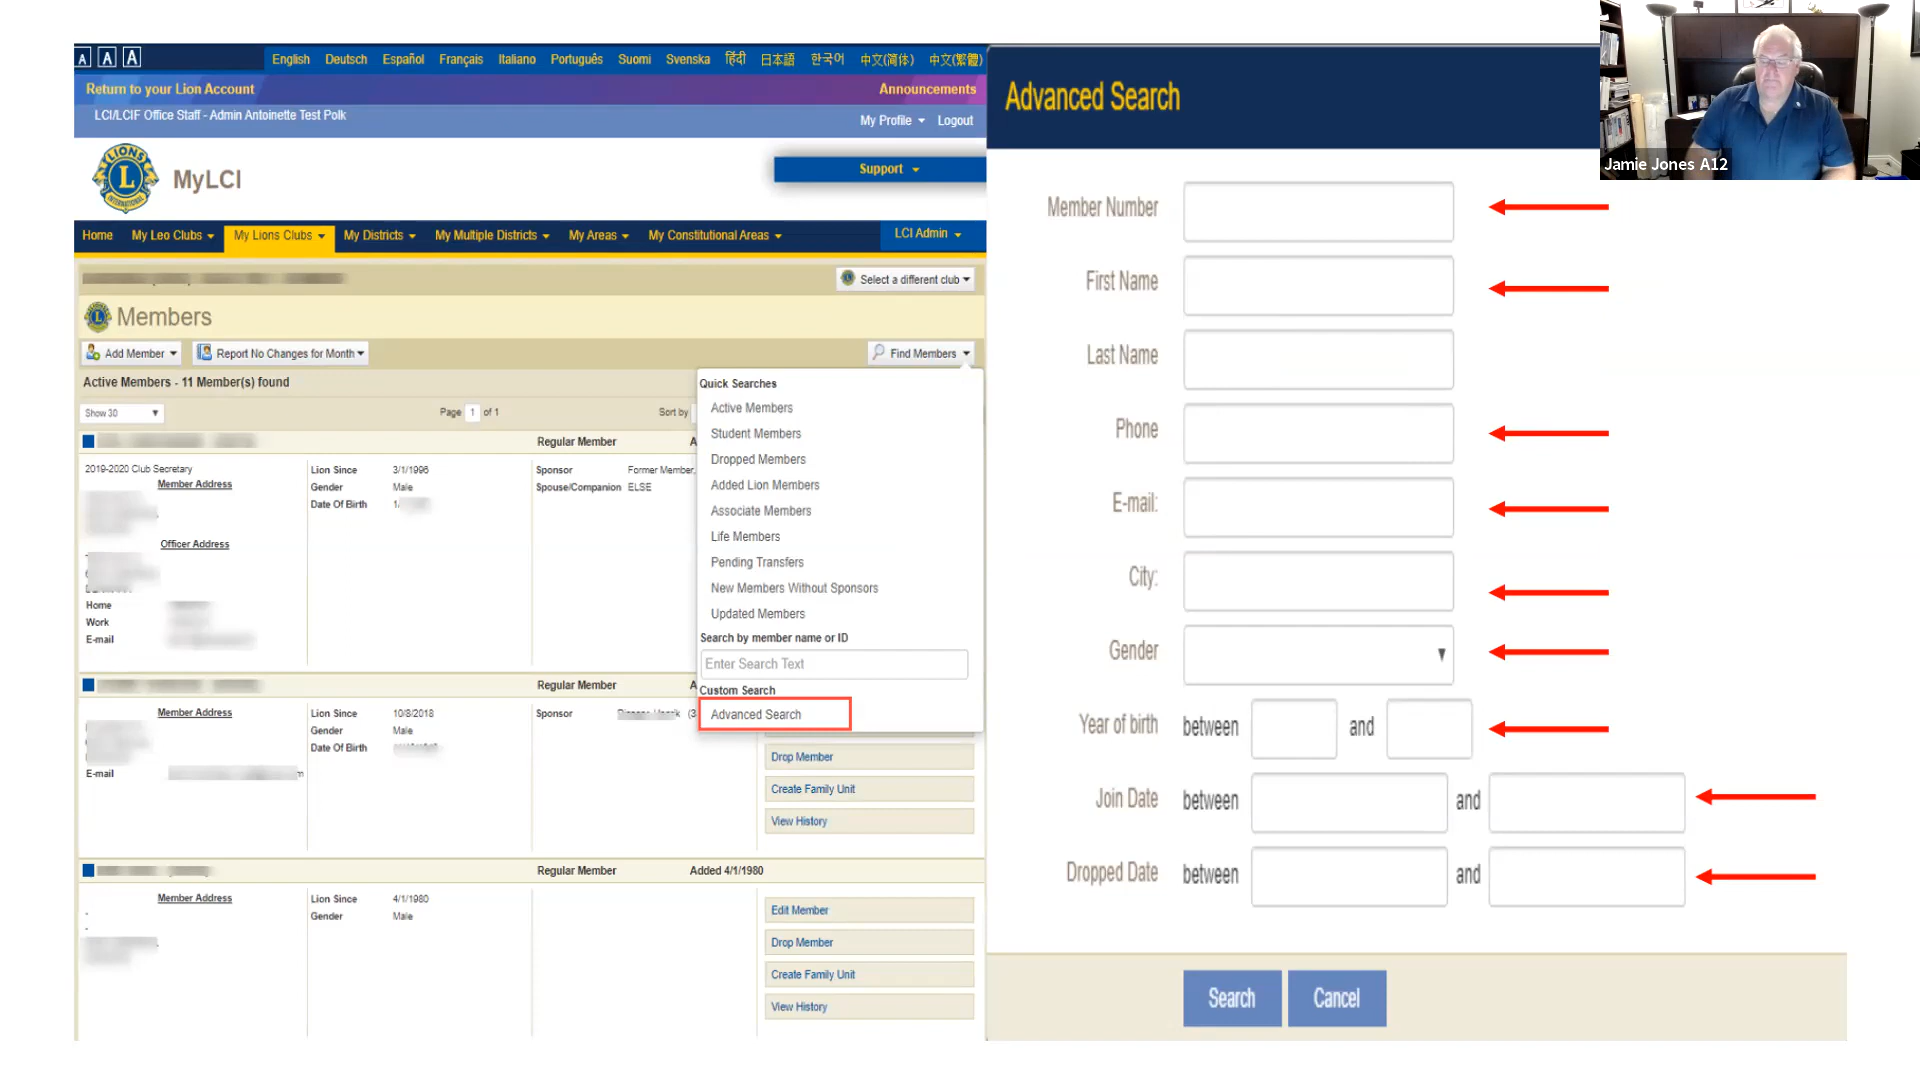 A A A
English Deutsch Español Français Italiano Português Suomi Svenska हिंदी 日本語 한국어 中文(简体) 中文(繁體)
Return to your Lion Account Announcements
LCI/LCIF Office Staff - Admin Antoinette Test Polk
My Profile Logout
MyLCI
Support
Home My Leo Clubs My Lions Clubs My Districts My Multiple Districts My Areas My Constitutional Areas LCI Admin
Select a different club
Members
Add Member Report No Changes for Month Find Members
Active Members - 11 Member(s) found
Show 30 Page 1 of 1 Sort by
Regular Member A
2019-2020 Club Secretary
Member Address
Officer Address
Home
Work
E-mail
Lion Since 3/1/1996
Gender Male
Date Of Birth 1/
Sponsor Former Member,
Spouse/Companion ELSE
Quick Searches
Active Members
Student Members
Dropped Members
Added Lion Members
Associate Members
Life Members
Pending Transfers
New Members Without Sponsors
Updated Members
Search by member name or ID
Enter Search Text
Custom Search
Advanced Search
Regular Member A
Member Address
E-mail
Lion Since 10/8/2018
Gender Male
Date Of Birth
Sponsor (3
Drop Member
Create Family Unit
View History
Regular Member Added 4/1/1980
Member Address
Lion Since 4/1/1980
Gender Male
Edit Member
Drop Member
Create Family Unit
View History
Advanced Search
Member Number
First Name
Last Name
Phone
E-mail:
City:
Gender
Year of birth between and
Join Date between and
Dropped Date between and
Search Cancel
Jamie Jones A12
LIONS
L
INTERNATIONAL